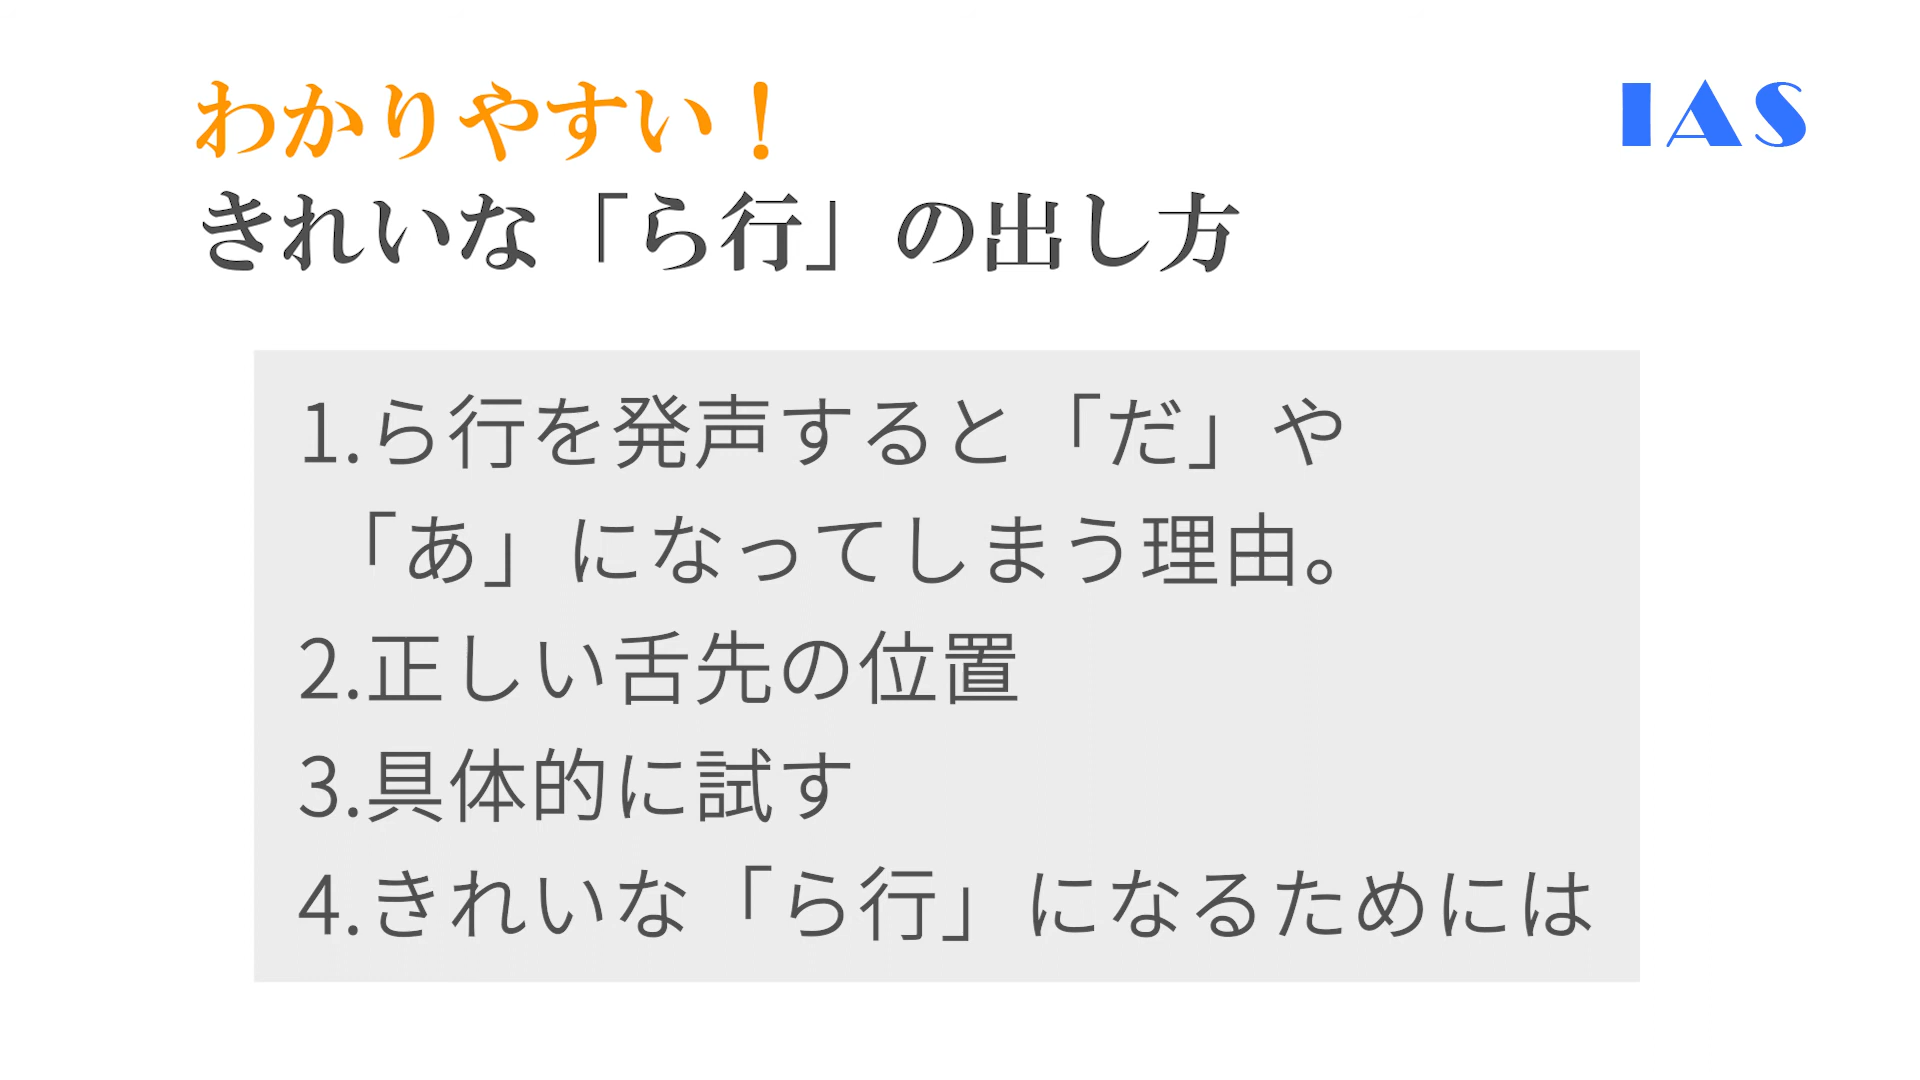 わかりやすい！
IAS
きれいな「ら行」の出し方
1.ら行を発声すると「だ」や
「あ」になってしまう理由。
2.正しい舌先の位置
3.具体的に試す
4.きれいな「ら行」になるためには